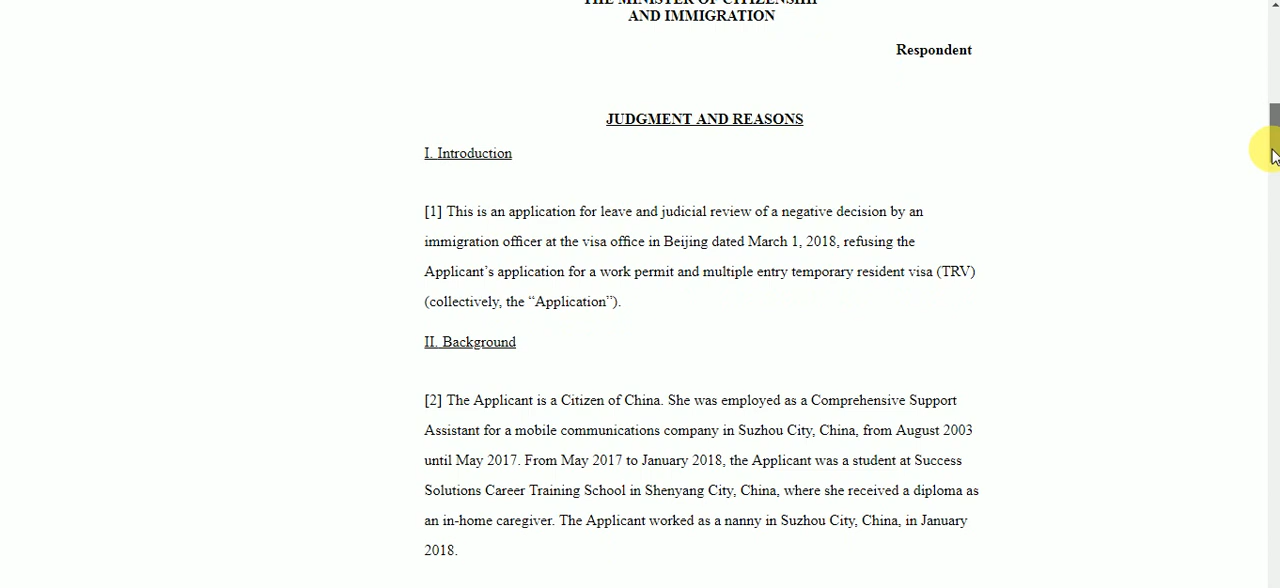 THE MINISTER OF CITIZENSHIP
AND IMMIGRATION
Respondent
JUDGMENT AND REASONS
I. Introduction
[1] This is an application for leave and judicial review of a negative decision by an
immigration officer at the visa office in Beijing dated March 1, 2018, refusing the
Applicant’s application for a work permit and multiple entry temporary resident visa (TRV)
(collectively, the “Application”).
II. Background
[2] The Applicant is a Citizen of China. She was employed as a Comprehensive Support
Assistant for a mobile communications company in Suzhou City, China, from August 2003
until May 2017. From May 2017 to January 2018, the Applicant was a student at Success
Solutions Career Training School in Shenyang City, China, where she received a diploma as
an in-home caregiver. The Applicant worked as a nanny in Suzhou City, China, in January
2018.